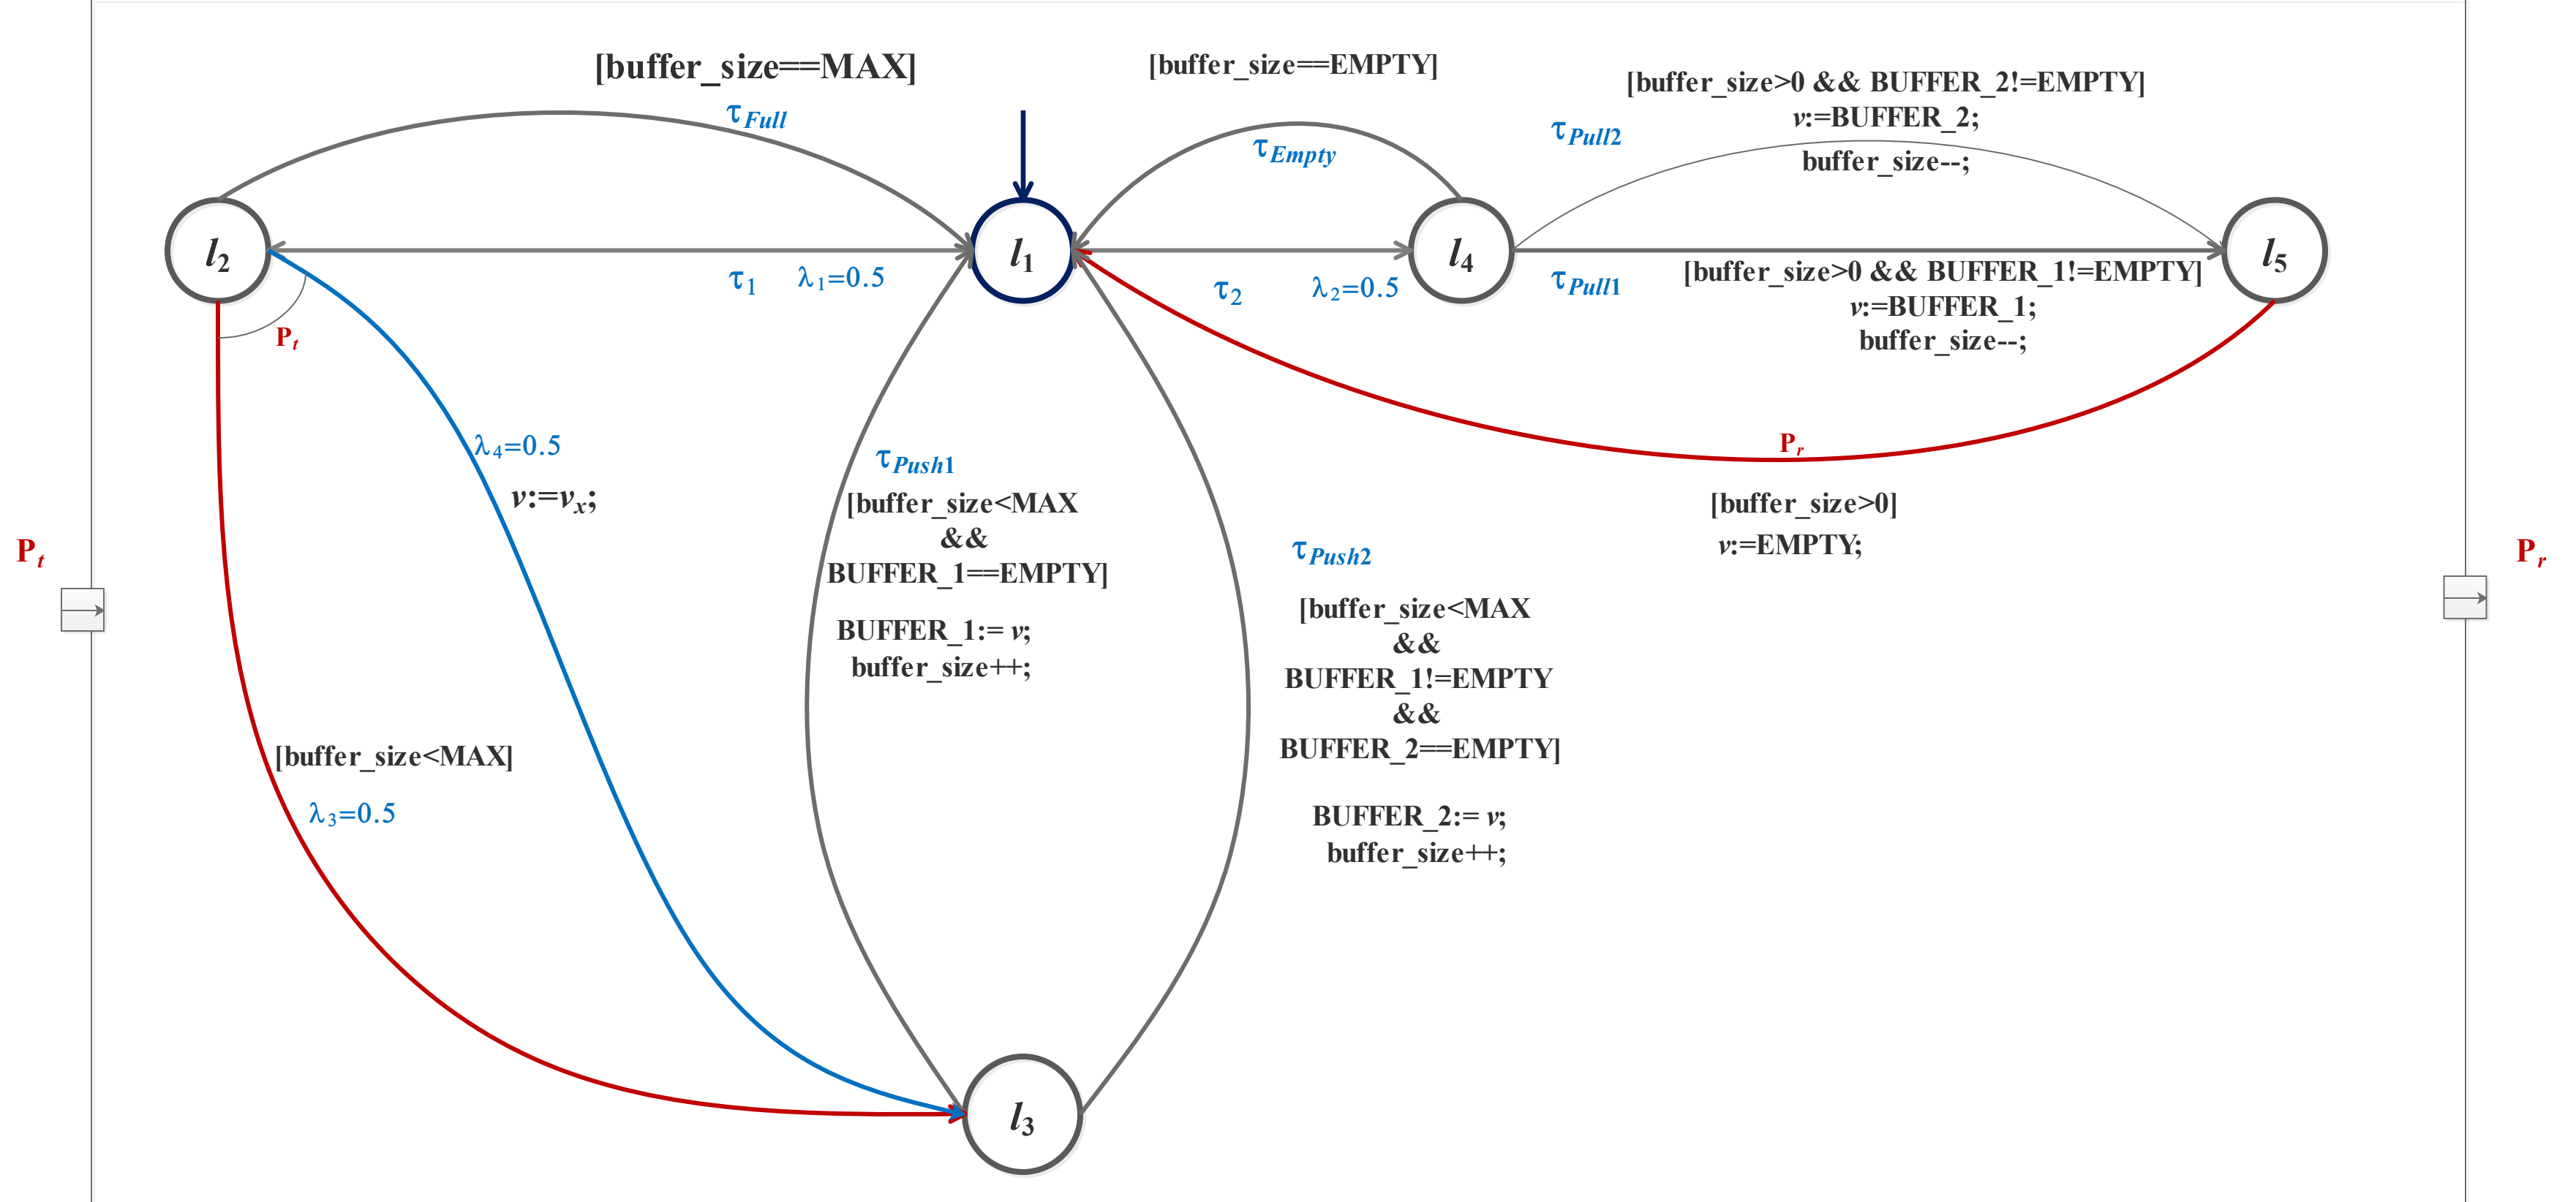 [buffer_size==MAX]
τFull
[buffer_size==EMPTY]
τEmpty
τPull2
[buffer_size>0 && BUFFER_2!=EMPTY]
v:=BUFFER_2;
buffer_size--;
l2
l1
l4
l5
τ1 λ1=0.5
τ2 λ2=0.5
τPull1
[buffer_size>0 && BUFFER_1!=EMPTY]
v:=BUFFER_1;
buffer_size--;
Pt
Pr
λ4=0.5
v:=vx;
τPush1
[buffer_size<MAX
&&
BUFFER_1==EMPTY]
BUFFER_1:= v;
buffer_size++;
[buffer_size>0]
v:=EMPTY;
Pt
Pr
τPush2
[buffer_size<MAX
&&
BUFFER_1!=EMPTY
&&
BUFFER_2==EMPTY]
BUFFER_2:= v;
buffer_size++;
[buffer_size<MAX]
λ3=0.5
l3